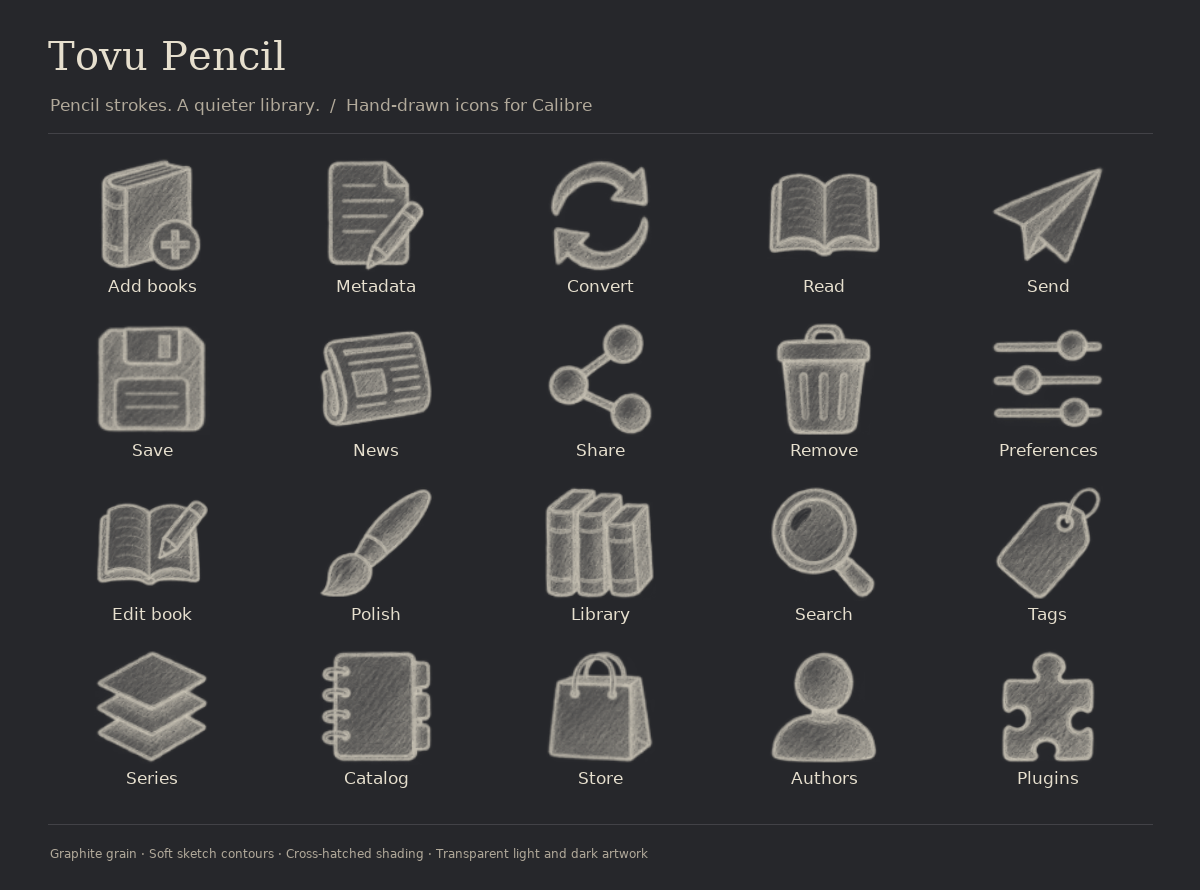 Tovu Pencil
Pencil strokes. A quieter library.  /  Hand-drawn icons for Calibre
Add books
Metadata
Convert
Read
Send
Save
News
Share
Remove
Preferences
Edit book
Polish
Library
Search
Tags
Series
Catalog
Store
Authors
Plugins
Graphite grain · Soft sketch contours · Cross-hatched shading · Transparent light and dark artwork